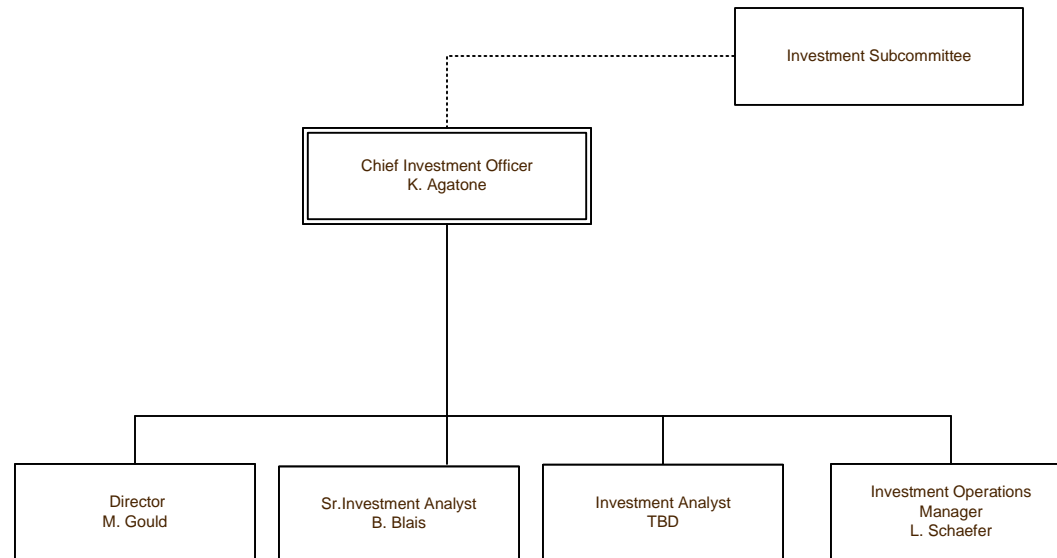 Investment Subcommittee
Chief Investment Officer
K. Agatone
Director
M. Gould
Sr.Investment Analyst
B. Blais
Investment Analyst
TBD
Investment Operations
Manager
L. Schaefer